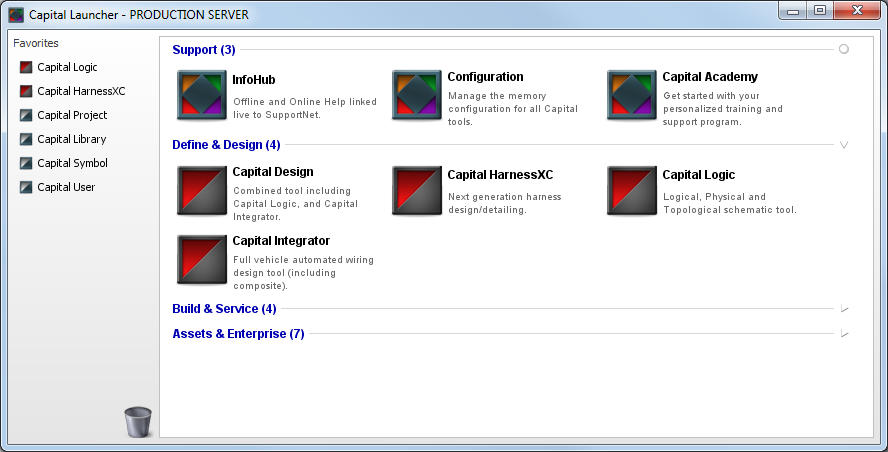 Capital Launcher - PRODUCTION SERVER
Favorites
Capital Logic
Capital HarnessXC
Capital Project
Capital Library
Capital Symbol
Capital User
Support (3)
InfoHub
Offline and Online Help linked
live to SupportNet.
Configuration
Manage the memory
configuration for all Capital
tools.
Capital Academy
Get started with your
personalized training and
support program.
Define & Design (4)
Capital Design
Combined tool including
Capital Logic, and Capital
Integrator.
Capital HarnessXC
Next generation harness
design/detailing.
Capital Logic
Logical, Physical and
Topological schematic tool.
Capital Integrator
Full vehicle automated wiring
design tool (including
composite).
Build & Service (4)
Assets & Enterprise (7)